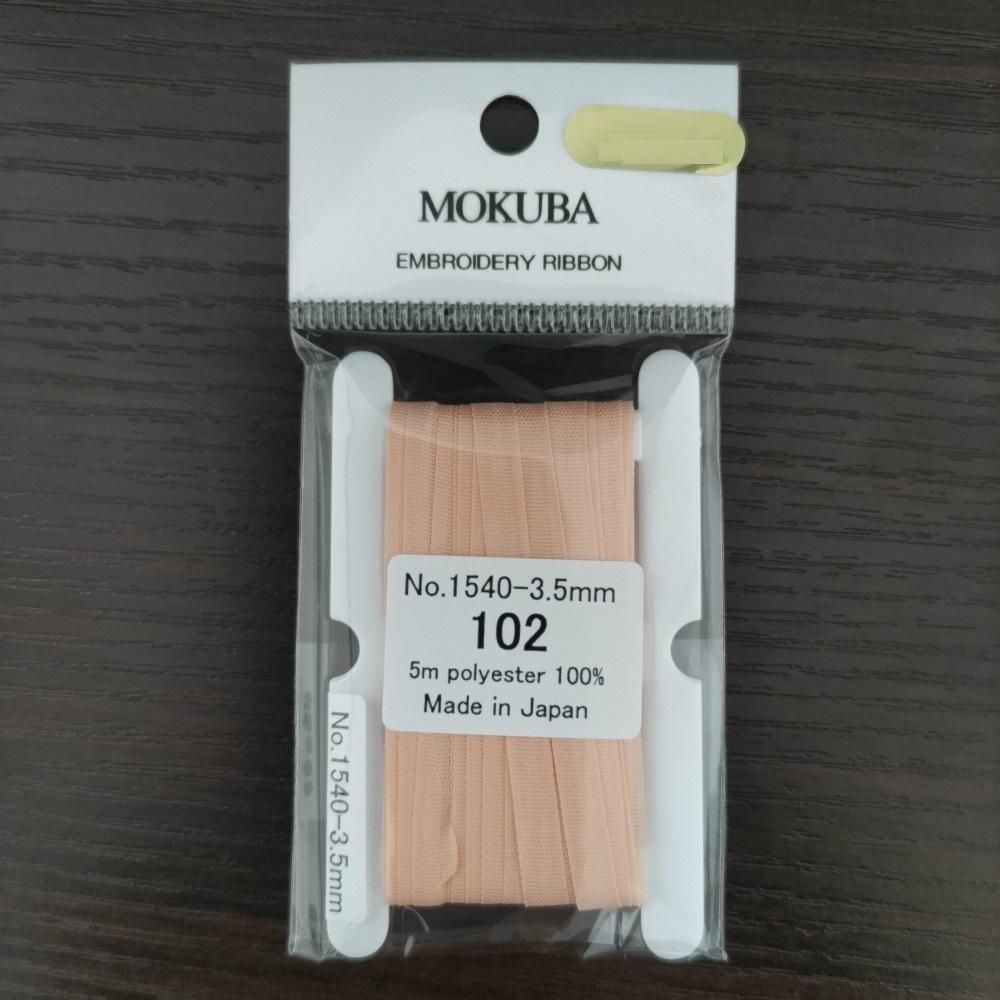 MOKUBA
EMBROIDERY RIBBON
No.1540-3.5mm
102
5m polyester 100%
Made in Japan
No.1540-3.5mm